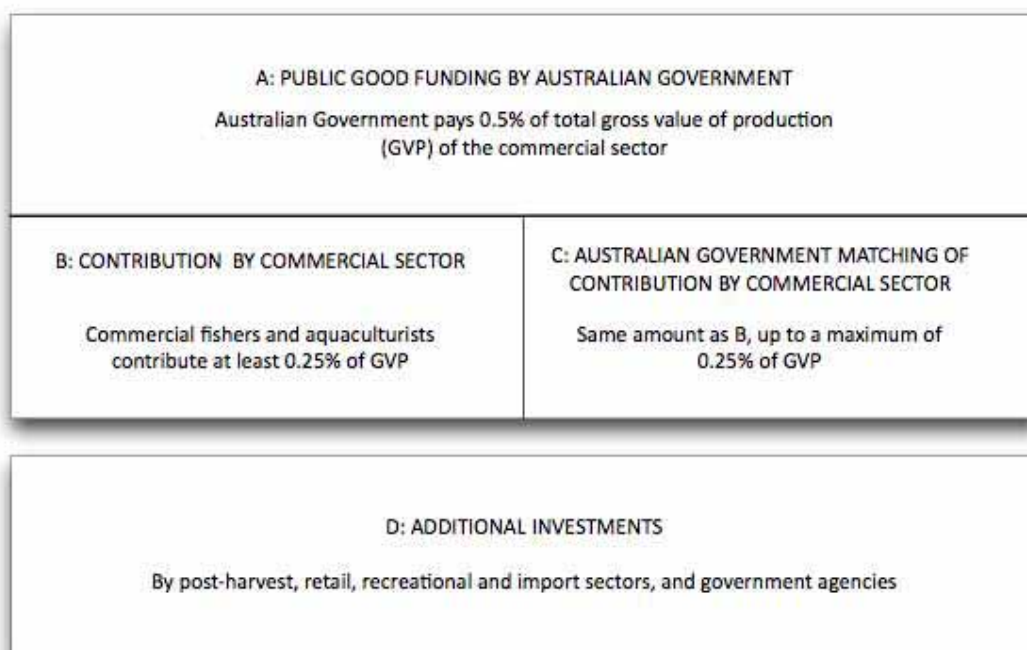 A: PUBLIC GOOD FUNDING BY AUSTRALIAN GOVERNMENT
Australian Government pays 0.5% of total gross value of production
(GVP) of the commercial sector
B: CONTRIBUTION BY COMMERCIAL SECTOR
Commercial fishers and aquaculturists
contribute at least 0.25% of GVP
C: AUSTRALIAN GOVERNMENT MATCHING OF
CONTRIBUTION BY COMMERCIAL SECTOR
Same amount as B, up to a maximum of
0.25% of GVP
D: ADDITIONAL INVESTMENTS
By post-harvest, retail, recreational and import sectors, and government agencies